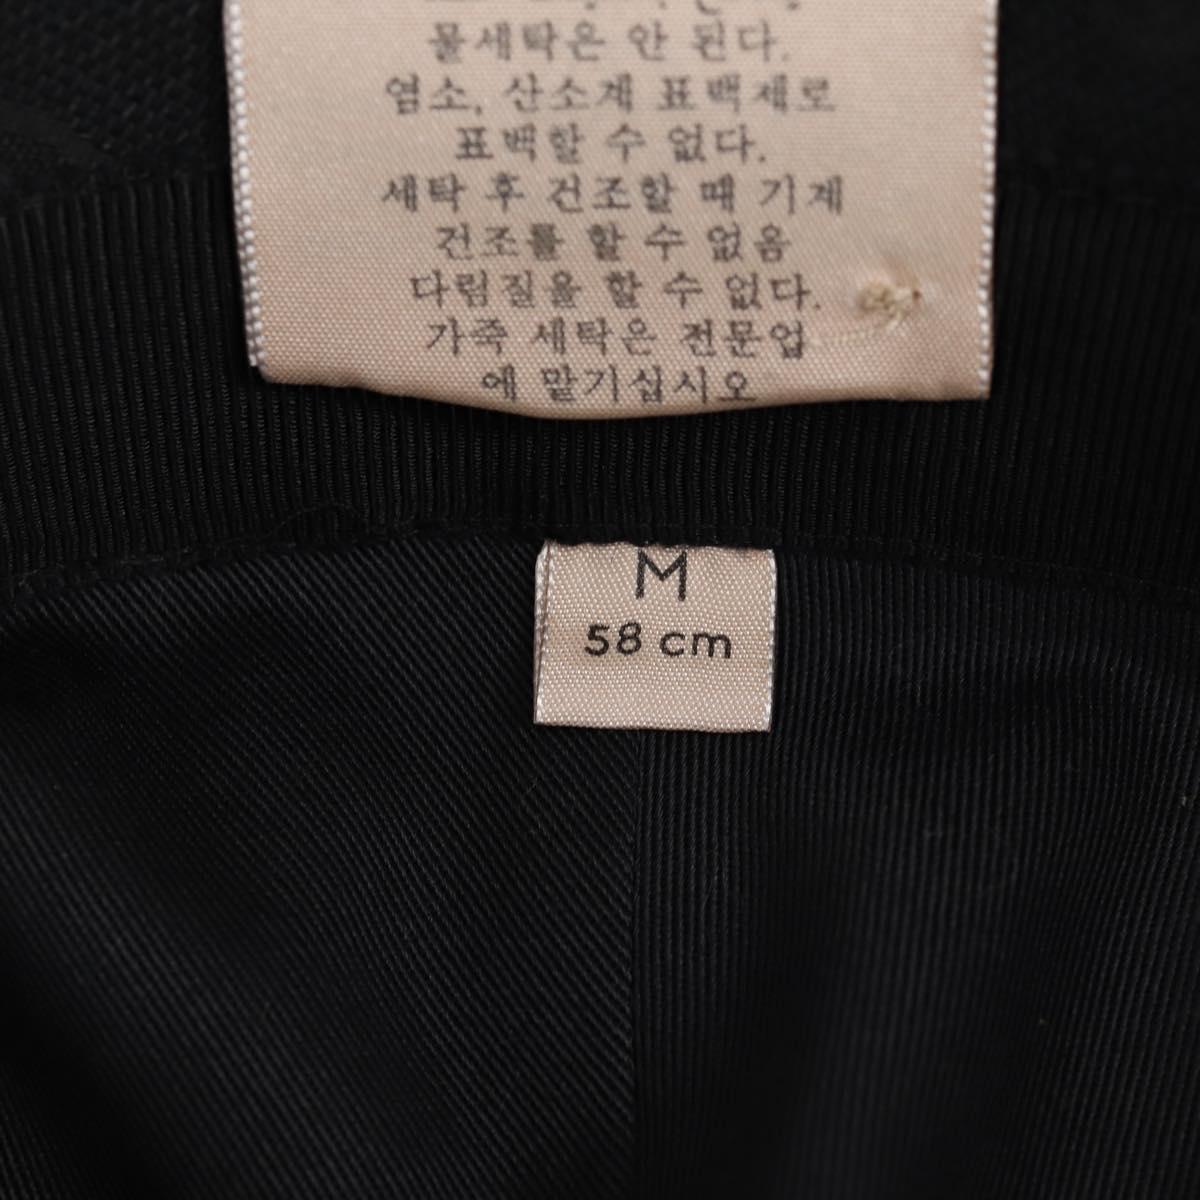 물세탁은 안 된다.
염소, 산소계 표백제로
표백할 수 없다.
세탁 후 건조할 때 기계
건조를 할 수 없음
다림질을 할 수 없다.
가죽 세탁은 전문업
에 맡기십시오
M
58 cm